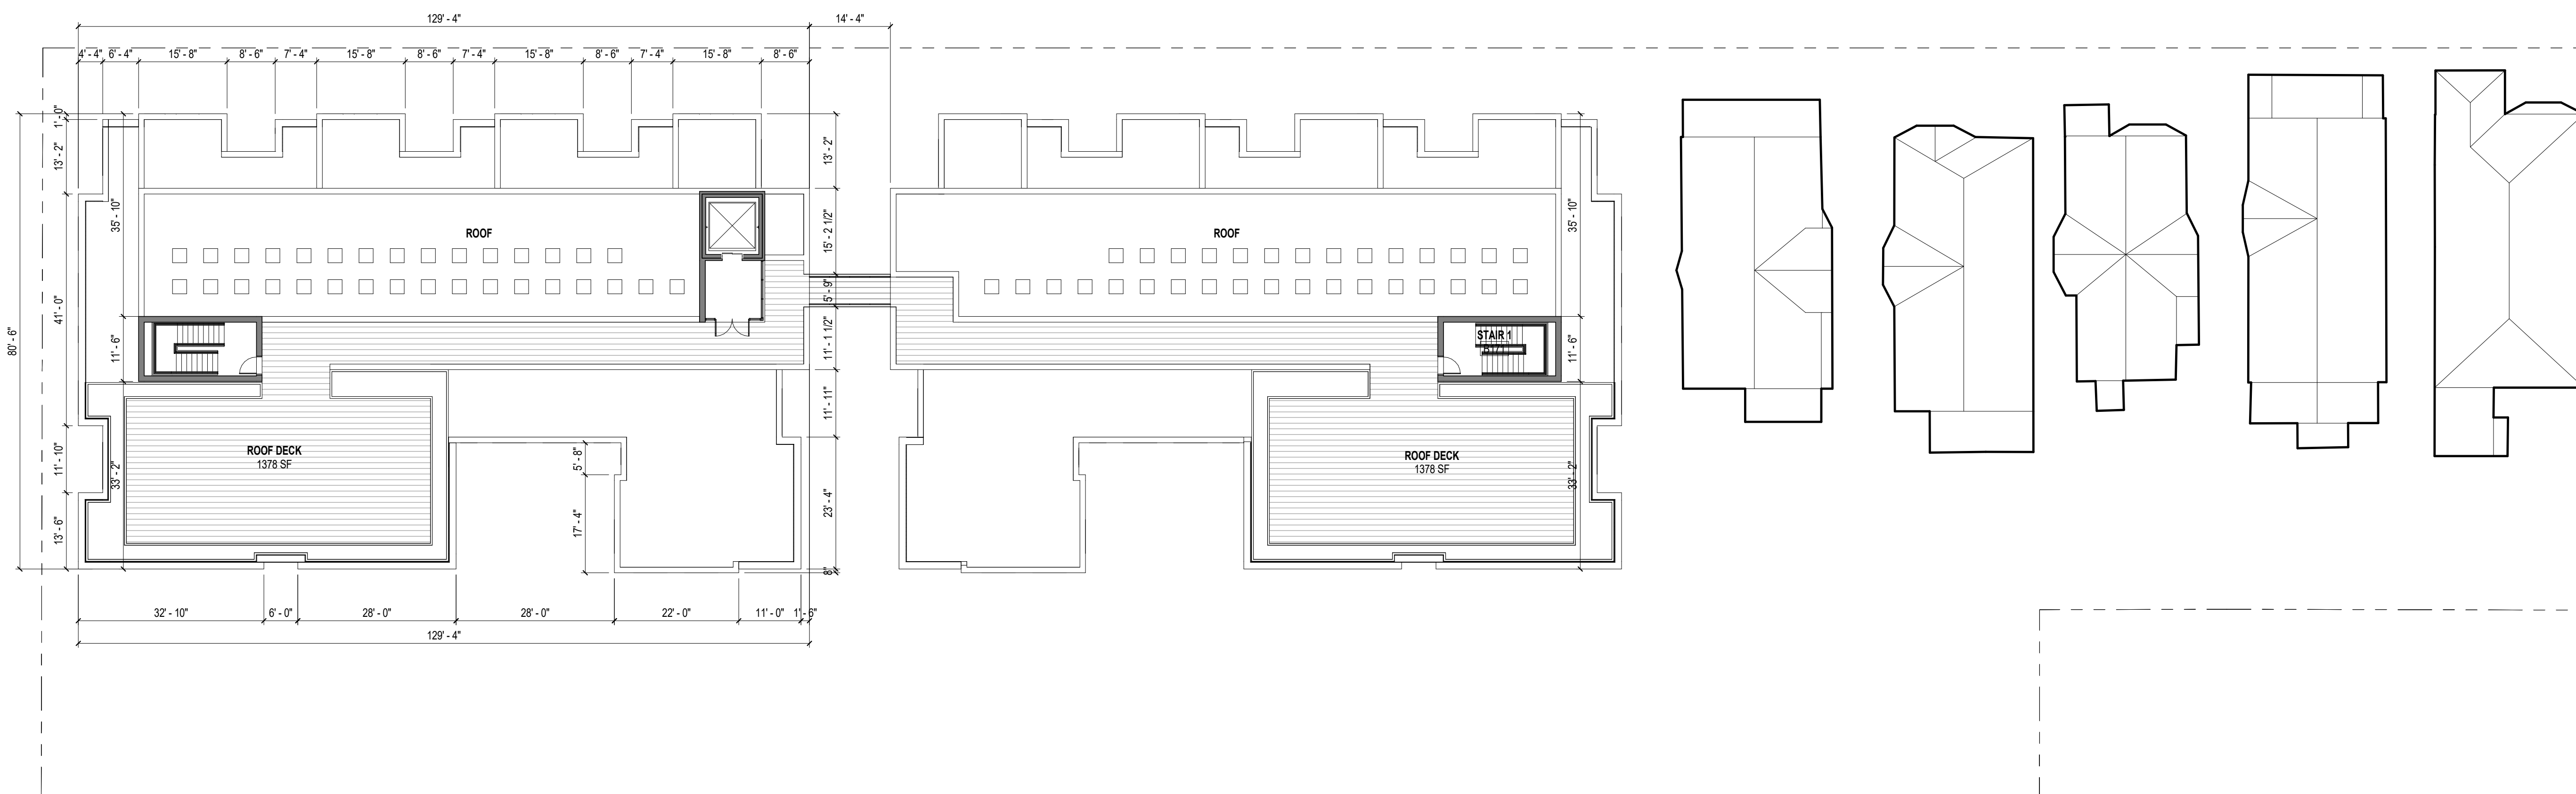 129' - 4"
14' - 4"
4' - 4"
6' - 4"
15' - 8"
8' - 6"
7' - 4"
15' - 8"
8' - 6"
7' - 4"
15' - 8"
8' - 6"
7' - 4"
15' - 8"
8' - 6"
1' - 0"
13' - 2"
13' - 2"
35' - 10"
15' - 2 1/2"
35' - 10"
ROOF
ROOF
5' - 9"
41' - 0"
80' - 6"
11' - 6"
11' - 1 1/2"
STAIR 1
11' - 6"
11' - 11"
ROOF DECK
1378 SF
ROOF DECK
1378 SF
11' - 10"
33' - 2"
5' - 8"
33' - 2"
13' - 6"
17' - 4"
23' - 4"
8"
32' - 10"
6' - 0"
28' - 0"
28' - 0"
22' - 0"
11' - 0"
1' - 6"
129' - 4"